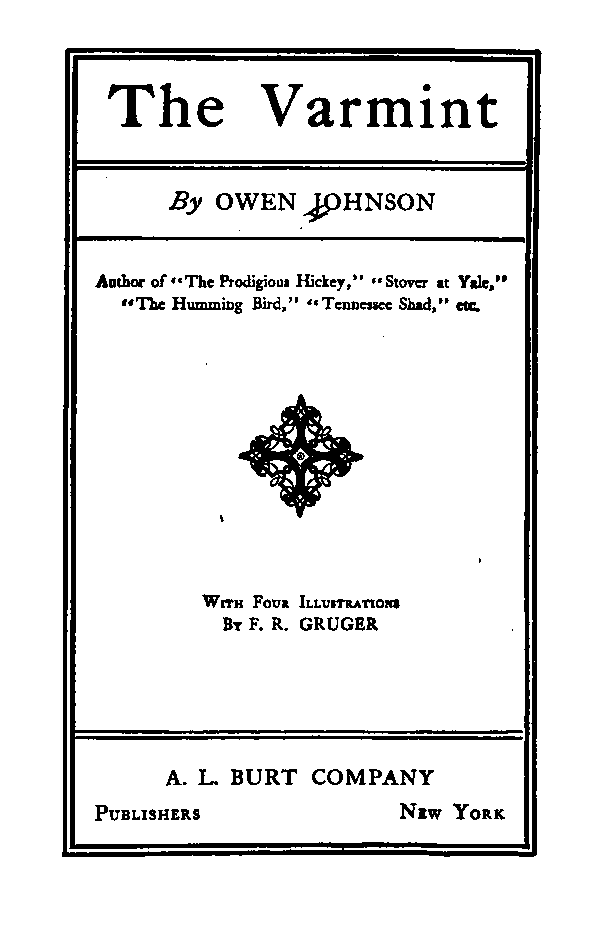 The Varmint
By OWEN JOHNSON
Author of "The Prodigious Hickey," "Stover at Yale,"
"The Humming Bird," "Tennessee Shad," etc.
With Four Illustrations
By F. R. GRUGER
A. L. BURT COMPANY
Publishers New York